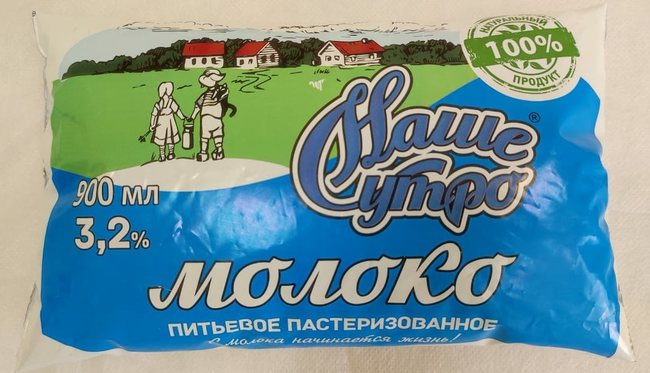 НАТУРАЛЬНЫЙ
100%
ПРОДУКТ
Наше
Утро®
900 мл
3,2%
молоко
ПИТЬЕВОЕ ПАСТЕРИЗОВАННОЕ
С молока начинается жизнь!